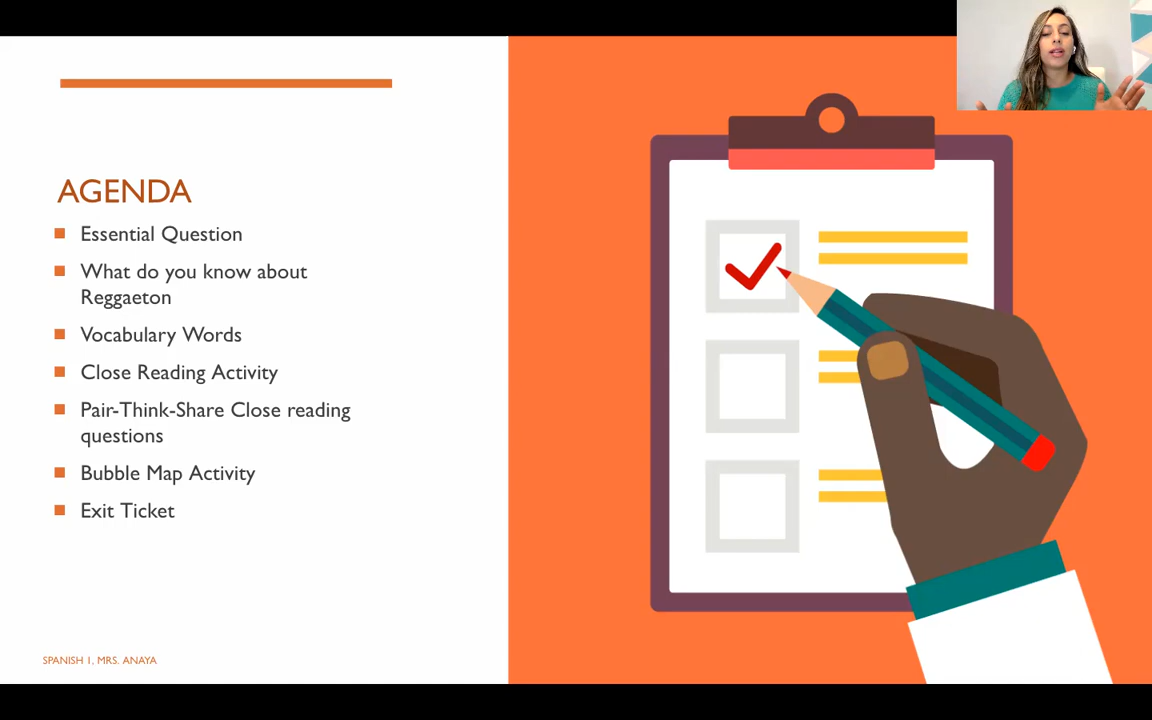 AGENDA
Essential Question
What do you know about
Reggaeton
Vocabulary Words
Close Reading Activity
Pair-Think-Share Close reading
questions
Bubble Map Activity
Exit Ticket
SPANISH 1, MRS. ANAYA